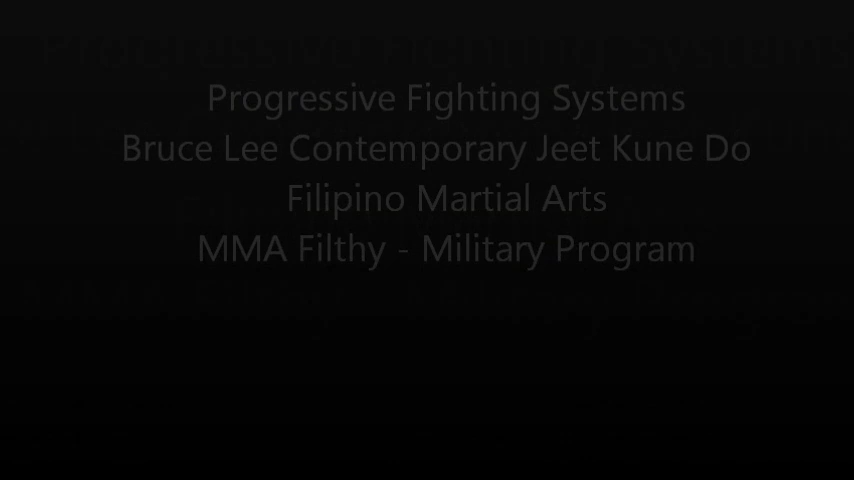 Progressive Fighting Systems
Bruce Lee Contemporary Jeet Kune Do
Filipino Martial Arts
MMA Filthy - Military Program